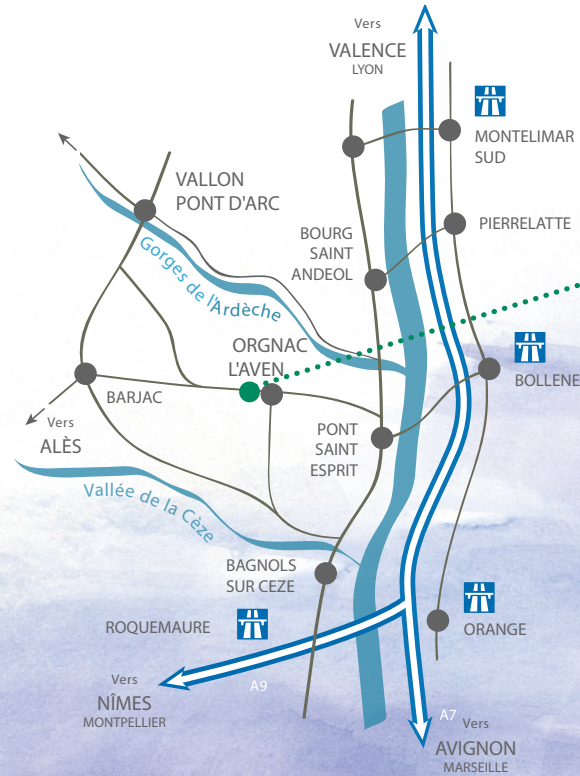 Vers
VALENCE
LYON
MONTELIMAR
SUD
VALLON
PONT D'ARC
PIERRELATTE
BOURG
SAINT
ANDEOL
Gorges de l'Ardèche
ORGNAC
L'AVEN
BOLLENE
BARJAC
Vers
ALÈS
PONT
SAINT
ESPRIT
Vallée de la Cèze
BAGNOLS
SUR CEZE
ROQUEMAURE
ORANGE
Vers
NÎMES
MONTPELLIER
A9
A7
Vers
AVIGNON
MARSEILLE